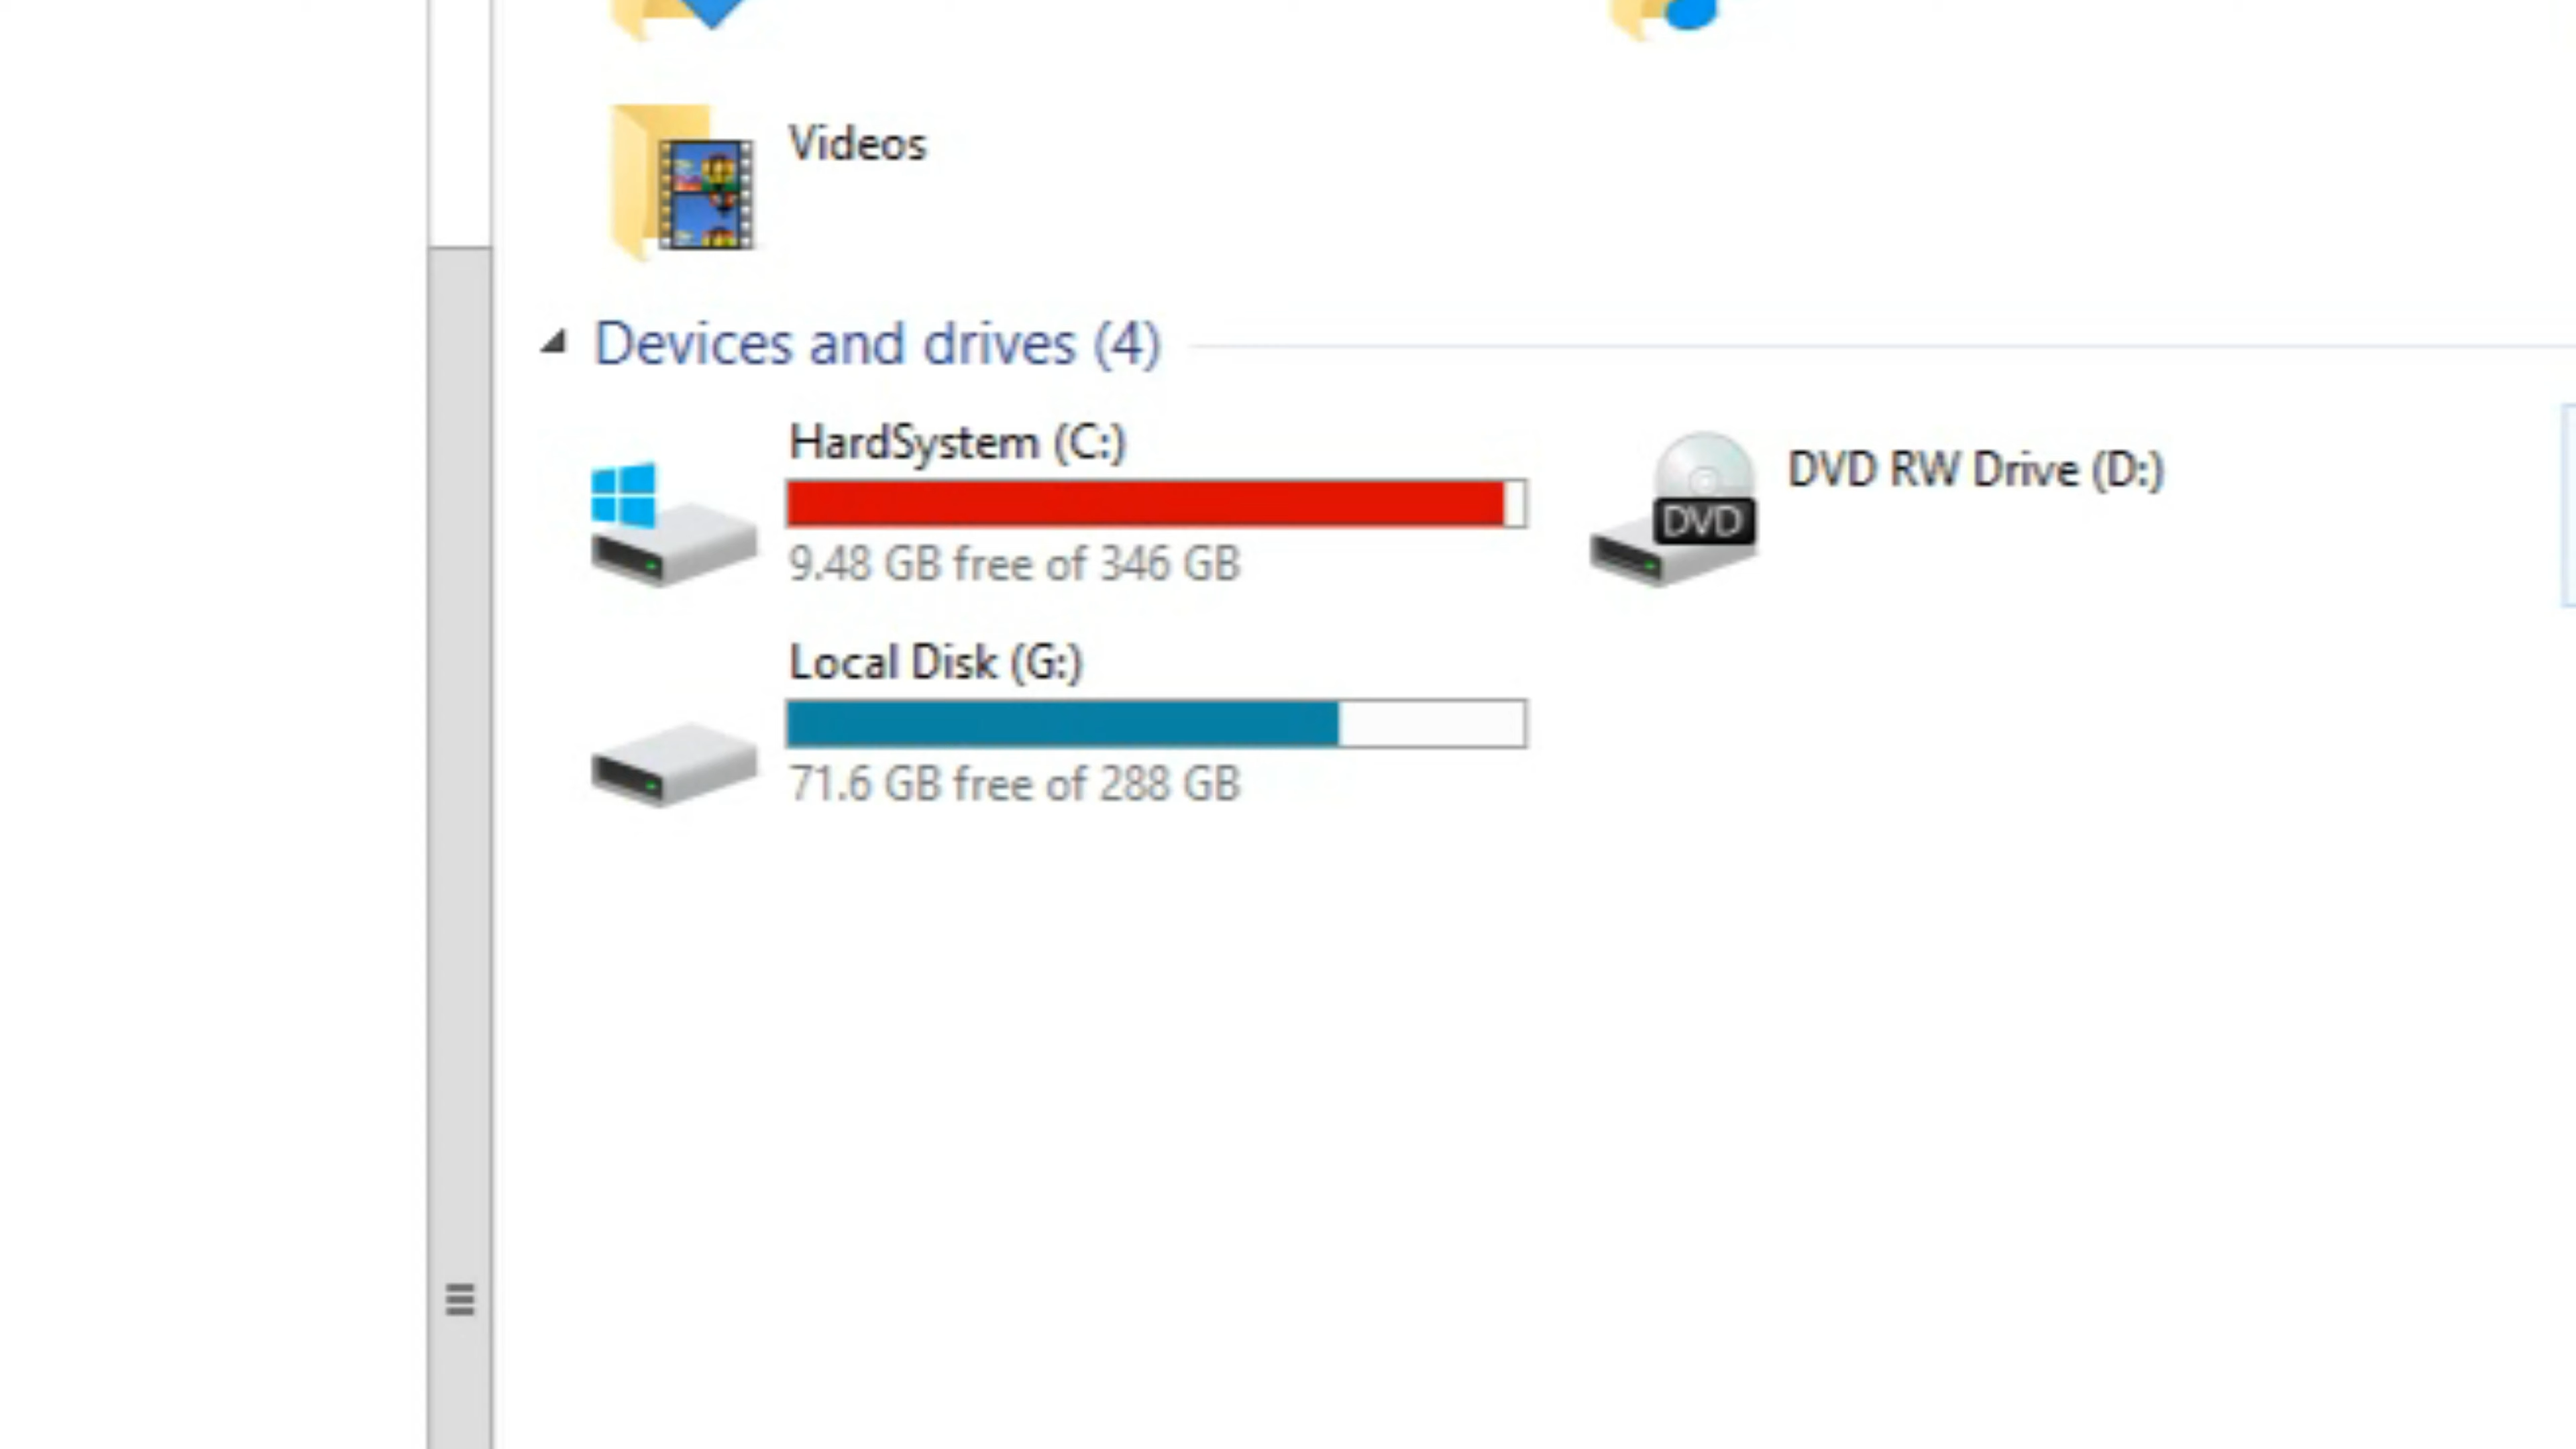 Videos
Devices and drives (4)
HardSystem (C:)
9.48 GB free of 346 GB
DVD RW Drive (D:)
DVD
Local Disk (G:)
71.6 GB free of 288 GB